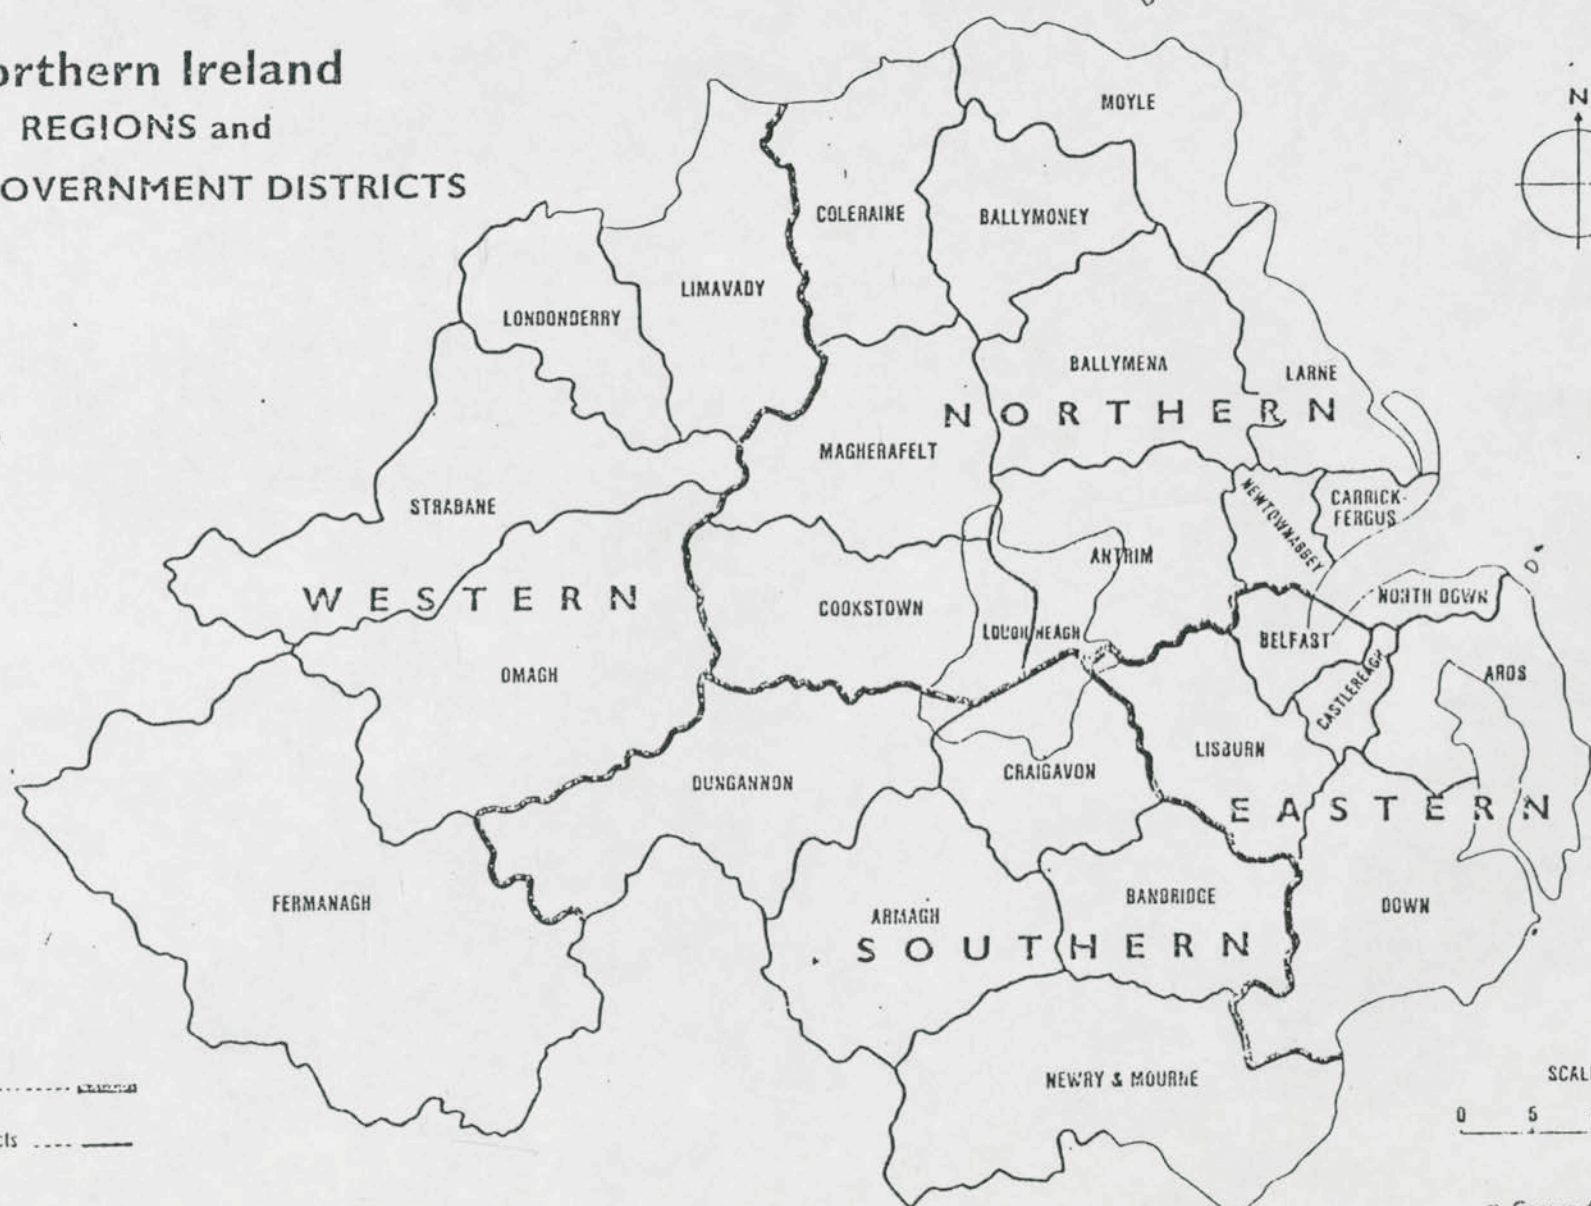 orthern Ireland
REGIONS and
OVERNMENT DISTRICTS
N
MOYLE
COLERAINE
BALLYMONEY
LIMAVADY
LONDONDERRY
BALLYMENA
LARNE
NORTHERN
MAGHERAFELT
STRABANE
NEWTOWNABBEY
CARRICK-
FERGUS
ANTRIM
WESTERN
COOKSTOWN
LOUGH NEAGH
NORTH DOWN
BELFAST
OMAGH
CASTLEREAGH
ARDS
LISBURN
DUNGANNON
CRAIGAVON
EASTERN
FERMANAGH
ARMAGH
BANBRIDGE
DOWN
SOUTHERN
NEWRY & MOURNE
SCAL
0 5
cts